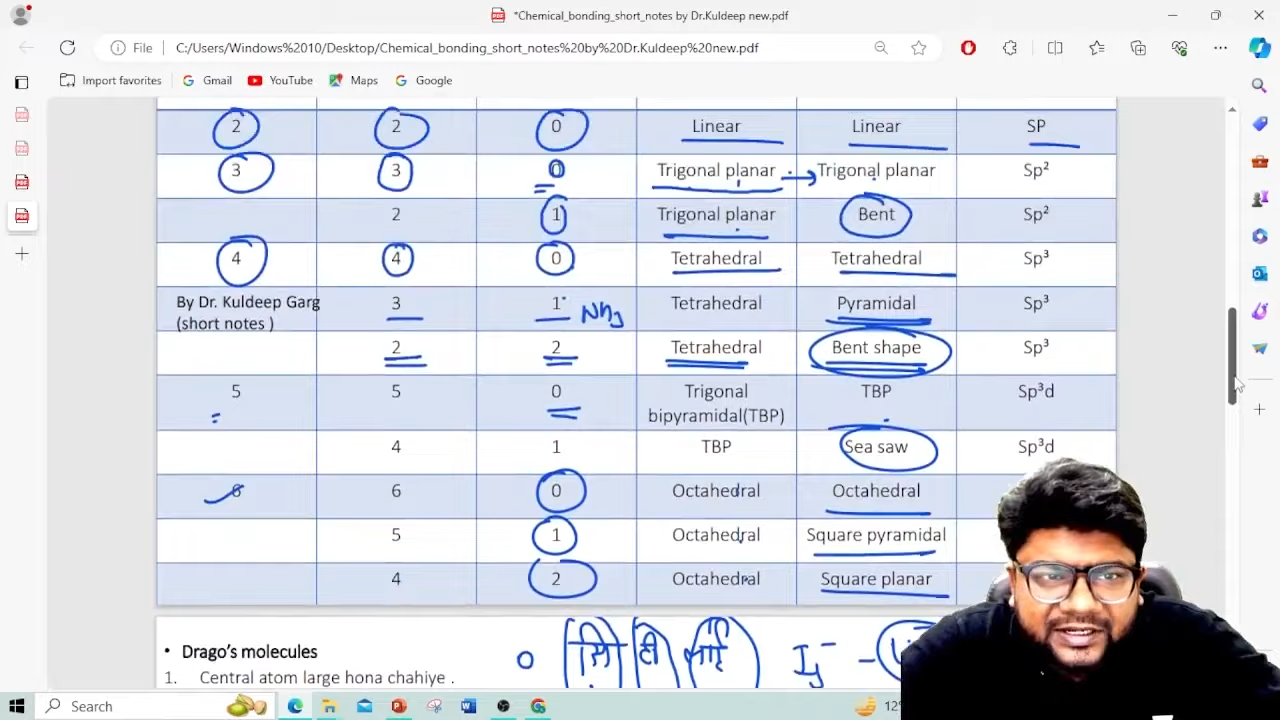 *Chemical_bonding_short_notes by Dr.Kuldeep new.pdf
File C:/Users/Windows%2010/Desktop/Chemical_bonding_short_notes%20by%20Dr.Kuldeep%20new.pdf
Import favorites Gmail YouTube Maps Google
2 2 0 Linear Linear SP
3 3 0 Trigonal planar Trigonal planar Sp²
2 1 Trigonal planar Bent Sp²
4 4 0 Tetrahedral Tetrahedral Sp³
By Dr. Kuldeep Garg (short notes ) 3 1 NH3 Tetrahedral Pyramidal Sp³
2 2 Tetrahedral Bent shape Sp³
5 5 0 Trigonal bipyramidal(TBP) TBP Sp³d
4 1 TBP Sea saw Sp³d
6 6 0 Octahedral Octahedral
5 1 Octahedral Square pyramidal
4 2 Octahedral Square planar
• Drago's molecules
1. Central atom large hona chahiye .
Search